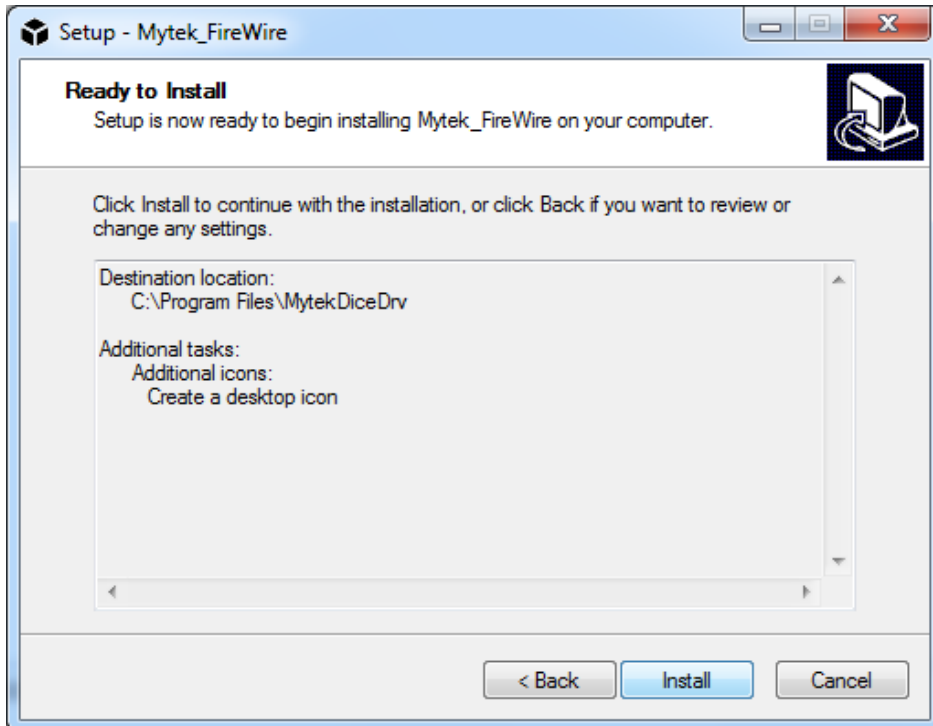 Setup - Mytek_FireWire
Ready to Install
Setup is now ready to begin installing Mytek_FireWire on your computer.
Click Install to continue with the installation, or click Back if you want to review or
change any settings.
Destination location:
C:\Program Files\MytekDiceDrv
Additional tasks:
Additional icons:
Create a desktop icon
< Back
Install
Cancel